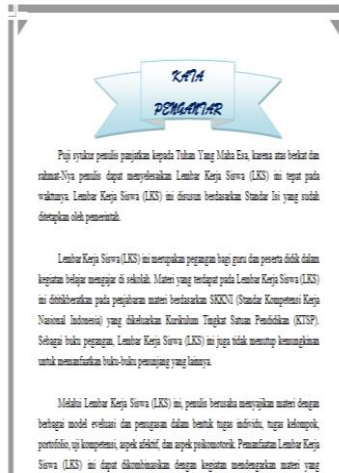 KATA
PENGANTAR
Puji syukur penulis panjatkan kepada Tuhan Yang Maha Esa, karena atas berkat dan
rahmat-Nya penulis dapat menyelesaikan Lembar Kerja Siswa (LKS) ini tepat pada
waktunya. Lembar Kerja Siswa (LKS) ini disusun berdasarkan Standar Isi yang sudah
ditetapkan oleh pemerintah.
Lembar Kerja Siswa (LKS) ini merupakan pegangan bagi guru dan peserta didik dalam
kegiatan belajar mengajar di sekolah. Materi yang terdapat pada Lembar Kerja Siswa (LKS)
ini dititikberatkan pada penjabaran materi berdasarkan SKKNI (Standar Kompetensi Kerja
Nasional Indonesia) yang dikeluarkan Kurikulum Tingkat Satuan Pendidikan (KTSP).
Sebagai buku pegangan, Lembar Kerja Siswa (LKS) ini juga tidak menutup kemungkinan
untuk memanfaatkan buku-buku penunjang yang lainnya.
Melalui Lembar Kerja Siswa (LKS) ini, penulis berusaha menyajikan materi dengan
berbagai model evaluasi dan penugasan dalam bentuk tugas individu, tugas kelompok,
portofolio, uji kompetensi, aspek afektif, dan aspek psikomotorik. Pemanfaatan Lembar Kerja
Siswa (LKS) ini dapat dikombinasikan dengan kegiatan mendengarkan materi yang